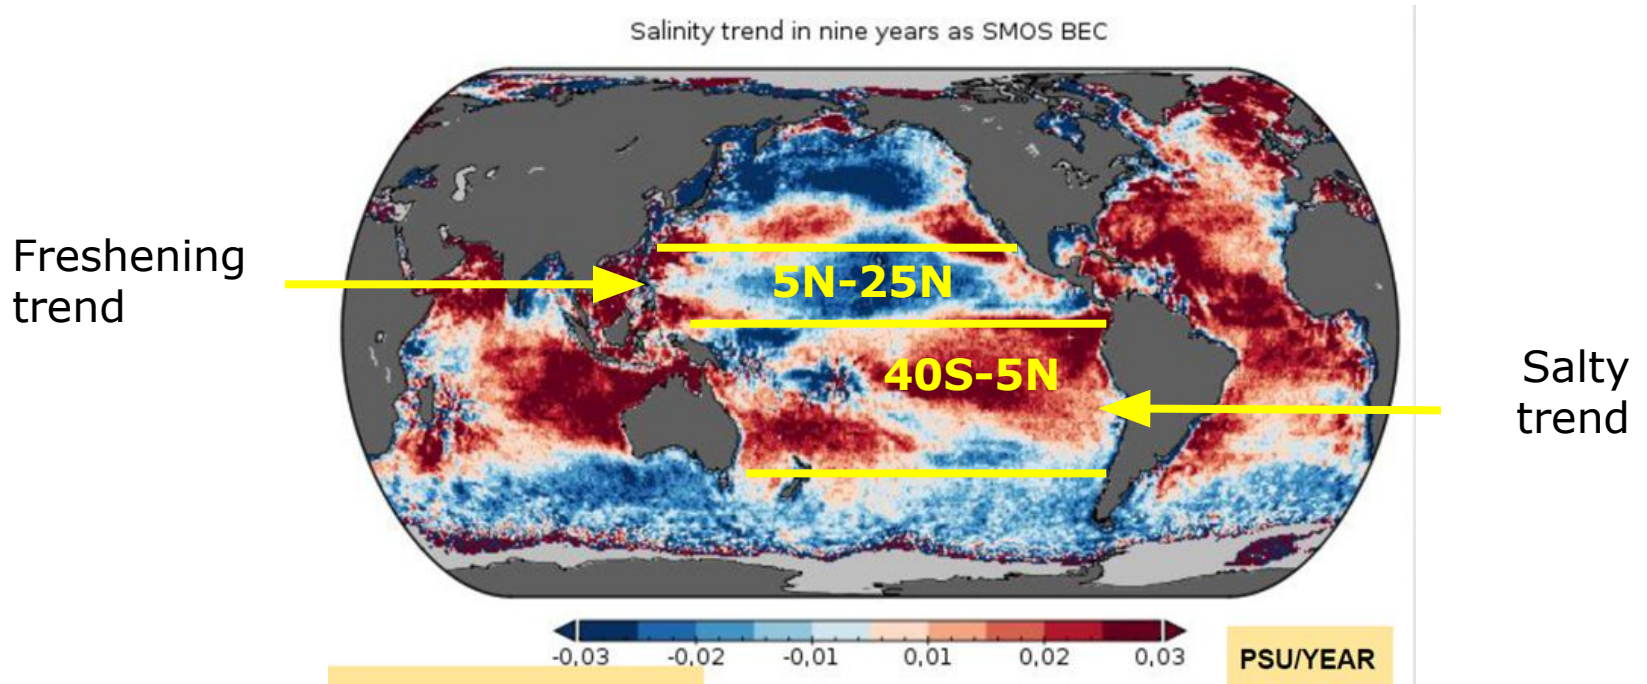 Salinity trend in nine years as SMOS BEC
Freshening
trend
5N-25N
40S-5N
Salty
trend
-0,03 -0,02 -0,01 0,01 0,02 0,03
PSU/YEAR